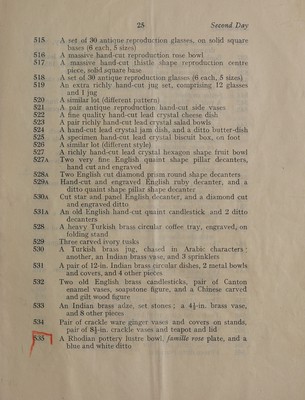 28 Second Day
515 A set of 30 antique reproduction glasses, on solid square
bases (6 each, 5 sizes)
516 A massive hand-cut reproduction rose bowl
517 A massive hand-cut thistle shape reproduction centre
piece, solid square base
518 A set of 30 antique reproduction glasses (6 each, 5 sizes)
519 An extra richly hand-cut jug set, comprising 12 glasses
and 1 jug
520 A similar lot (different pattern)
521 A pair antique reproduction hand-cut side vases
522 A fine quality hand-cut lead crystal cheese dish
523 A pair richly hand-cut lead crystal salad bowls
524 A hand-cut lead crystal jam dish, and a ditto butter-dish
525 A specimen hand-cut lead crystal biscuit box, on foot
526 A similar lot (different style)
527 A richly hand-cut lead crystal hexagon shape fruit bowl
527A Two very fine English quaint shape pillar decanters,
hand cut and engraved
528A Two English cut diamond prism round shape decanters
529A Hand-cut and engraved English ruby decanter, and a
ditto quaint shape pillar shape decanter
530A Cut star and panel English decanter, and a diamond cut
and engraved ditto
531A An old English hand-cut quaint candlestick and 2 ditto
decanters
528 A heavy Turkish brass circular coffee tray, engraved, on
folding stand
529 Three carved ivory tusks
530 A Turkish brass jug, chased in Arabic characters;
another, an Indian brass vase, and 3 sprinklers
531 A pair of 12-in. Indian brass circular dishes, 2 metal bowls
and covers, and 4 other pieces
532 Two old English brass candlesticks, pair of Canton
enamel vases, soapstone figure, and a Chinese carved
and gilt wood figure
533 An Indian brass adas, set stones; a 4½-in. brass vase,
and 8 other pieces
534 Pair of crackle ware ginger vases and covers on stands,
pair of 8½-in. crackle vases and teapot and lid
535 A Rhodian pottery lustre bowl, famille rose plate, and a
blue and white ditto